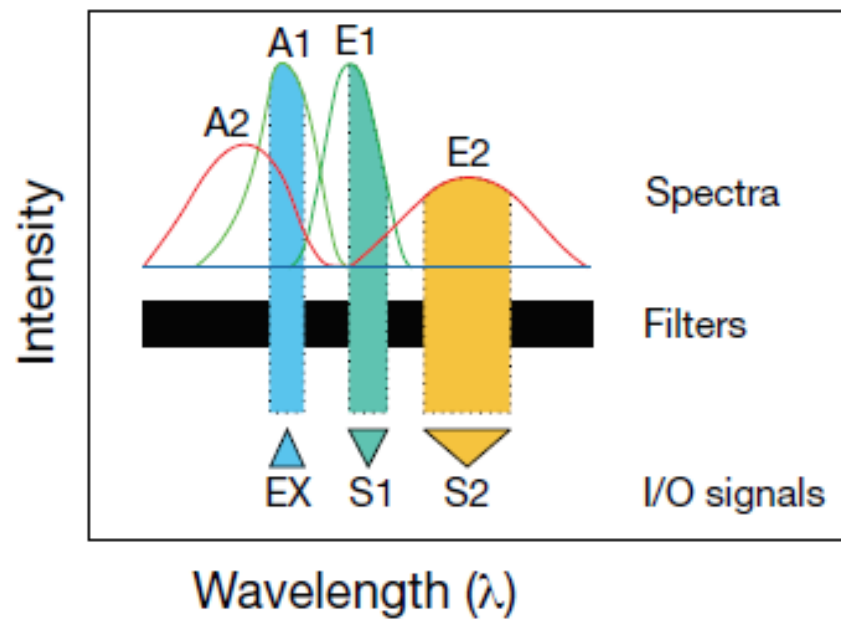 A1 E1
A2
E2
Spectra
Intensity
Filters
EX S1 S2 I/O signals
Wavelength (λ)